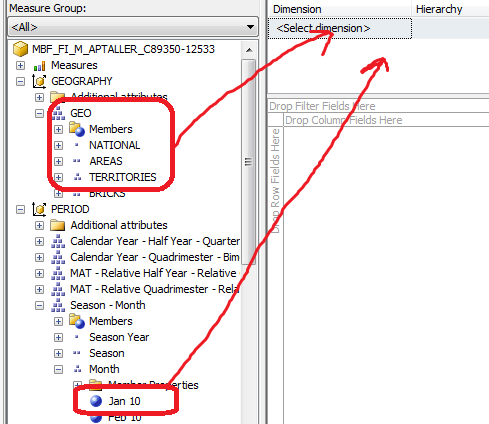 Measure Group:
<All>
MBF_FI_M_APTALLER_C89350-12533
Measures
GEOGRAPHY
Additional attributes
GEO
Members
NATIONAL
AREAS
TERRITORIES
BRICKS
PERIOD
Additional attributes
Calendar Year - Half Year - Quarter
Calendar Year - Quadrimester - Bim
MAT - Relative Half Year - Relative
MAT - Relative Quadrimester - Rela
Season - Month
Members
Season Year
Season
Month
Member Properties
Jan 10
Feb 10
Dimension Hierarchy
<Select dimension>
Drop Filter Fields Here
Drop Column Fields Here
Drop Row Fields Here